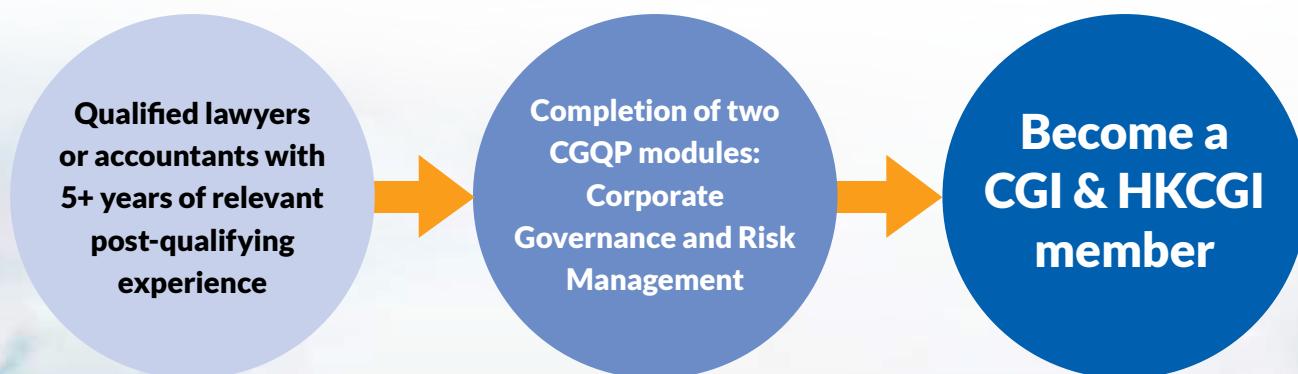 Qualified lawyers
or accountants with
5+ years of relevant
post-qualifying
experience
Completion of two
CGQP modules:
Corporate
Governance and Risk
Management
Become a
CGI & HKCGI
member